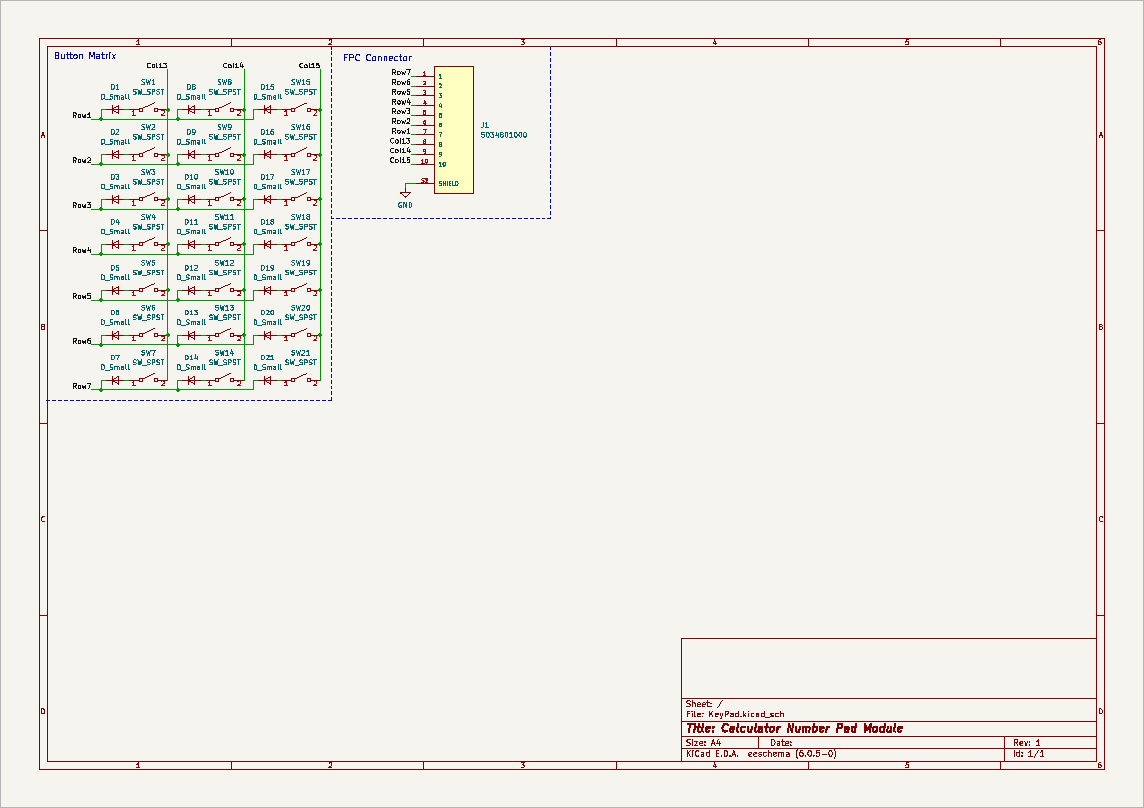 1 2 3 4 5 6
Button Matrix
FPC Connector
Col13 Col14 Col15
D1 D_Small SW1 SW_SPST D8 D_Small SW8 SW_SPST D15 D_Small SW15 SW_SPST
Row1 1 2 1 2 1 2
D2 D_Small SW2 SW_SPST D9 D_Small SW9 SW_SPST D16 D_Small SW16 SW_SPST
Row2 1 2 1 2 1 2
D3 D_Small SW3 SW_SPST D10 D_Small SW10 SW_SPST D17 D_Small SW17 SW_SPST
Row3 1 2 1 2 1 2
D4 D_Small SW4 SW_SPST D11 D_Small SW11 SW_SPST D18 D_Small SW18 SW_SPST
Row4 1 2 1 2 1 2
D5 D_Small SW5 SW_SPST D12 D_Small SW12 SW_SPST D19 D_Small SW19 SW_SPST
Row5 1 2 1 2 1 2
D6 D_Small SW6 SW_SPST D13 D_Small SW13 SW_SPST D20 D_Small SW20 SW_SPST
Row6 1 2 1 2 1 2
D7 D_Small SW7 SW_SPST D14 D_Small SW14 SW_SPST D21 D_Small SW21 SW_SPST
Row7 1 2 1 2 1 2
Row7 1 1
Row6 2 2
Row5 3 3
Row4 4 4
Row3 5 5
Row2 6 6
Row1 7 7
Col13 8 8
Col14 9 9
Col15 10 10
SHIELD
GND
J1
5034801000
A A
B B
C C
D D
Sheet: /
File: KeyPad.kicad_sch
Title: Calculator Number Pad Module
Size: A4 Date: Rev: 1
KiCad E.D.A. eeschema (6.0.5-0) Id: 1/1
1 2 3 4 5 6